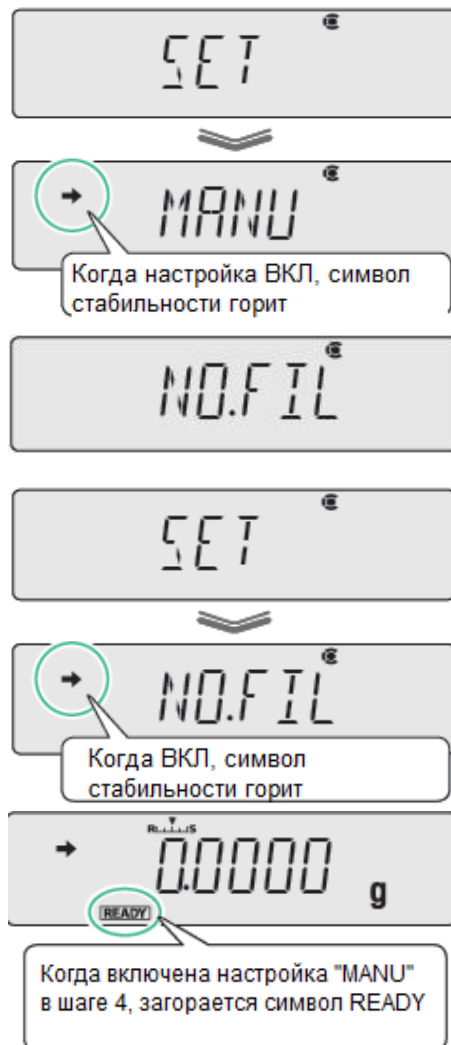 SET
MANU
Когда настройка ВКЛ, символ
стабильности горит
NO.FIL
SET
NO.FIL
Когда ВКЛ, символ
стабильности горит
R S
0.0000 g
READY
Когда включена настройка "MANU"
в шаге 4, загорается символ READY